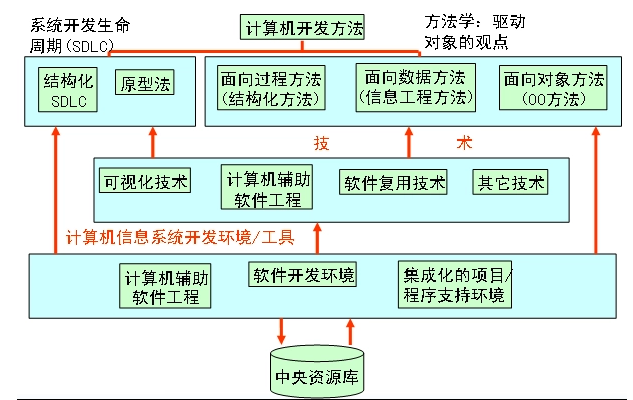 系统开发生命
周期(SDLC)
计算机开发方法
方法学：驱动
对象的观点
结构化
SDLC
原型法
面向过程方法
(结构化方法)
面向数据方法
(信息工程方法)
面向对象方法
(OO方法)
技 术
可视化技术
计算机辅助
软件工程
软件复用技术
其它技术
计算机信息系统开发环境/工具
计算机辅助
软件工程
软件开发环境
集成化的项目/
程序支持环境
中央资源库